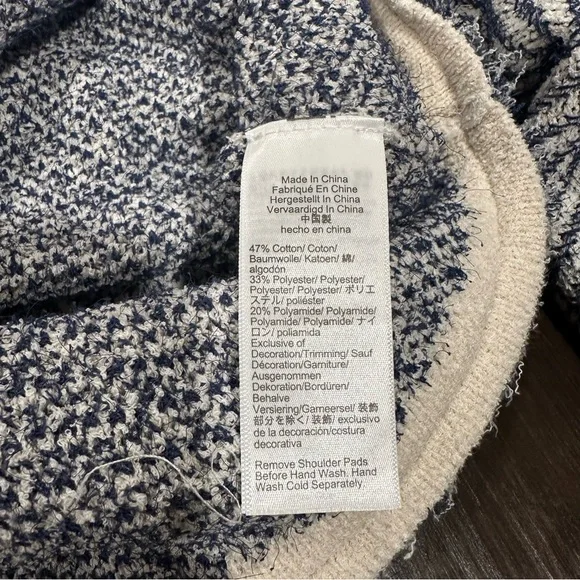 Made In China
Fabriqué En Chine
Hergestellt In China
Vervaardigd In china
中国製
hecho en china
47% Cotton/ Coton/
Baumwolle/ Katoen/ 綿/
algodón
33% Polyester/ Polyester/
Polyester/ Polyester/ ポリエ
ステル/ poliéster
20% Polyamide/ Polyamide/
Polyamide/ Polyamide/ ナイ
ロン/ poliamida
Exclusive of
Decoration/Trimming/ Sauf
Décoration/Garniture/
Ausgenommen
Dekoration/Bordüren/
Behalve
Versiering/Garneersel/ 装飾
部分を除く/ exclusivo
de la decoración/costura
decorativa
Remove Shoulder Pads
Before Hand Wash. Hand
Wash Cold Separately.